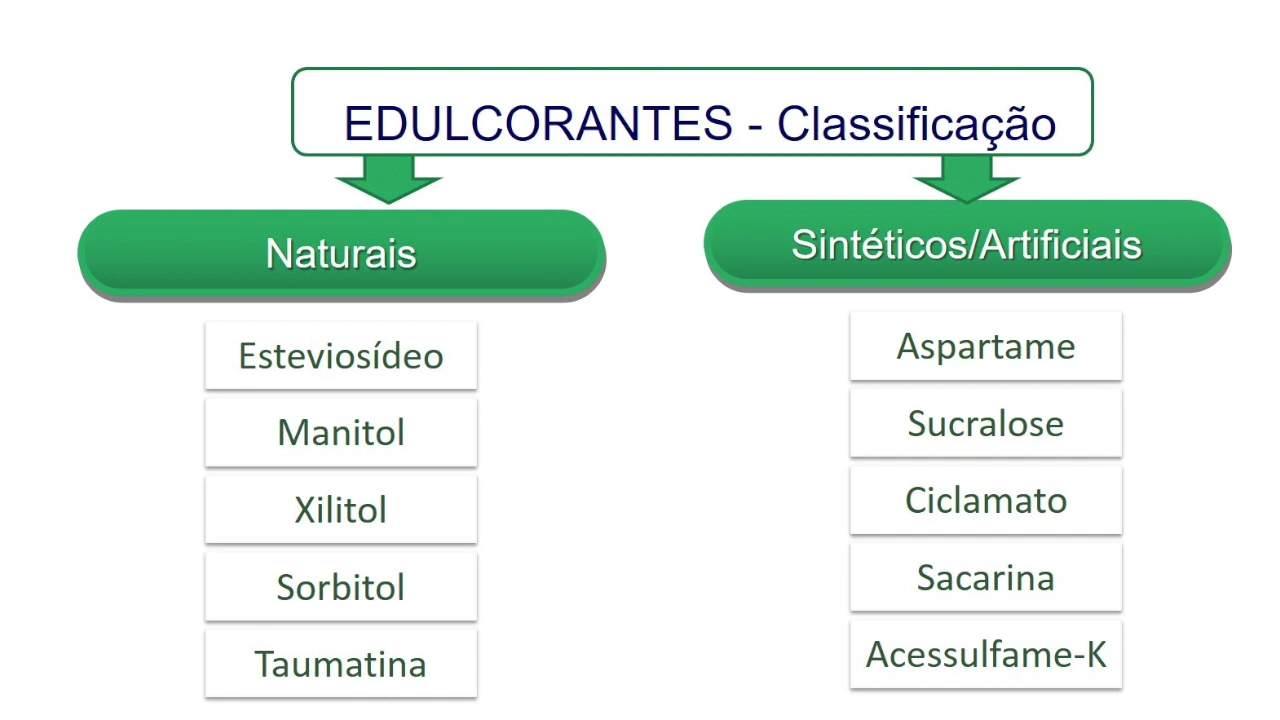 EDULCORANTES - Classificação
Naturais
Esteviosídeo
Manitol
Xilitol
Sorbitol
Taumatina
Sintéticos/Artificiais
Aspartame
Sucralose
Ciclamato
Sacarina
Acessulfame-K